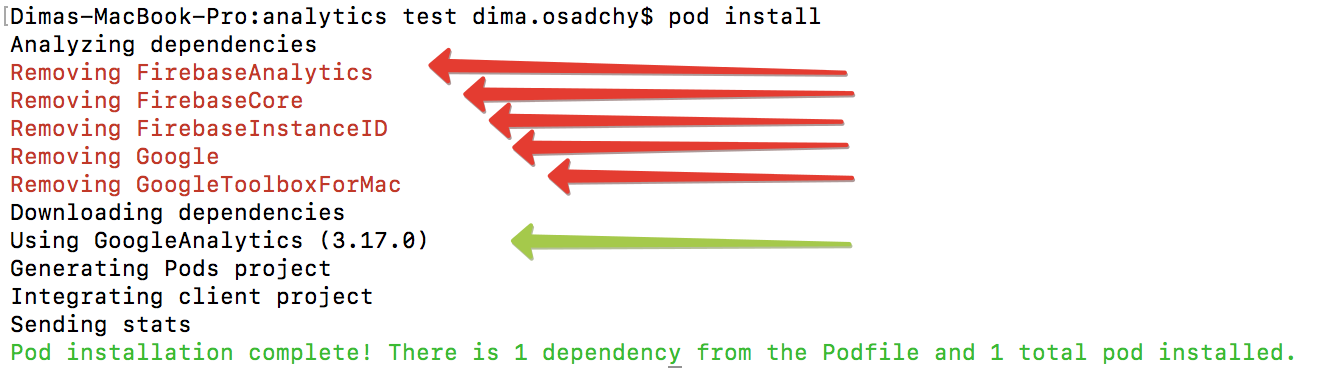 [Dimas-MacBook-Pro:analytics test dima.osadchy$ pod install
Analyzing dependencies
Removing FirebaseAnalytics
Removing FirebaseCore
Removing FirebaseInstanceID
Removing Google
Removing GoogleToolboxForMac
Downloading dependencies
Using GoogleAnalytics (3.17.0)
Generating Pods project
Integrating client project
Sending stats
Pod installation complete! There is 1 dependency from the Podfile and 1 total pod installed.